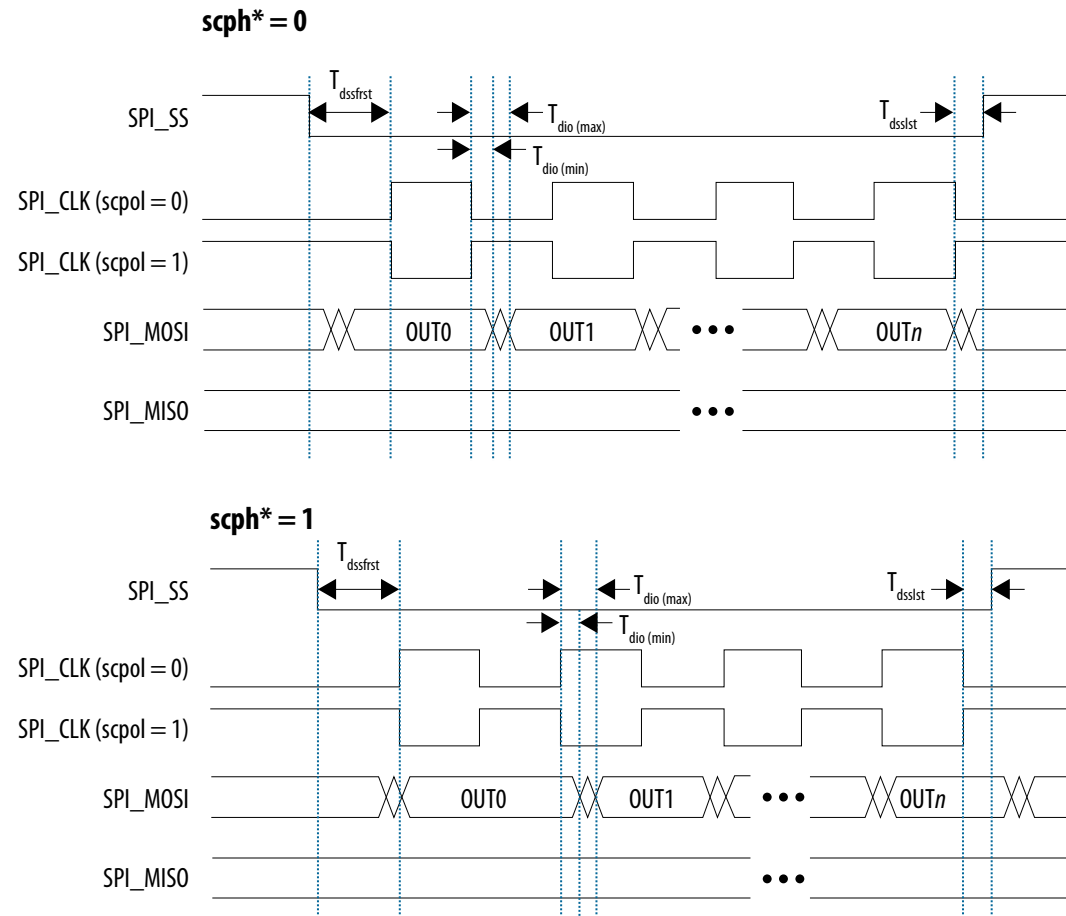 scph* = 0
T dssfrst
SPI_SS
T dio (max)
T dsslst
T dio (min)
SPI_CLK (scpol = 0)
SPI_CLK (scpol = 1)
SPI_MOSI OUT0 OUT1 ••• OUTn
SPI_MISO •••
scph* = 1
T dssfrst
SPI_SS
T dio (max)
T dsslst
T dio (min)
SPI_CLK (scpol = 0)
SPI_CLK (scpol = 1)
SPI_MOSI OUT0 OUT1 ••• OUTn
SPI_MISO •••